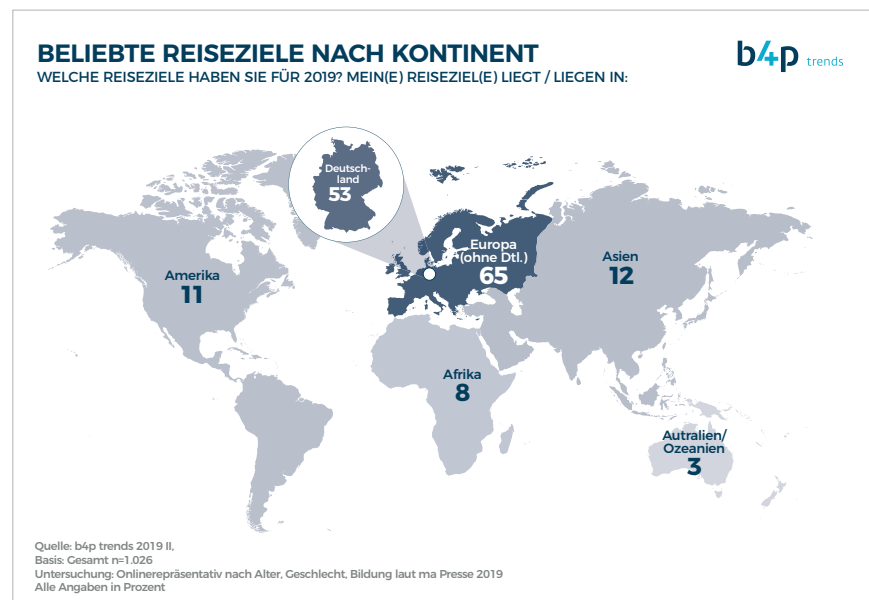 BELIEBTE REISEZIELE NACH KONTINENT
WELCHE REISEZIELE HABEN SIE FÜR 2019? MEIN(E) REISEZIEL(E) LIEGT / LIEGEN IN:
b4p trends
Deutsch-
land
53
Europa
(ohne Dtl.)
65
Asien
12
Amerika
11
Afrika
8
Autralien/
Ozeanien
3
Quelle: b4p trends 2019 II,
Basis: Gesamt n=1.026
Untersuchung: Onlinerepräsentativ nach Alter, Geschlecht, Bildung laut ma Presse 2019
Alle Angaben in Prozent